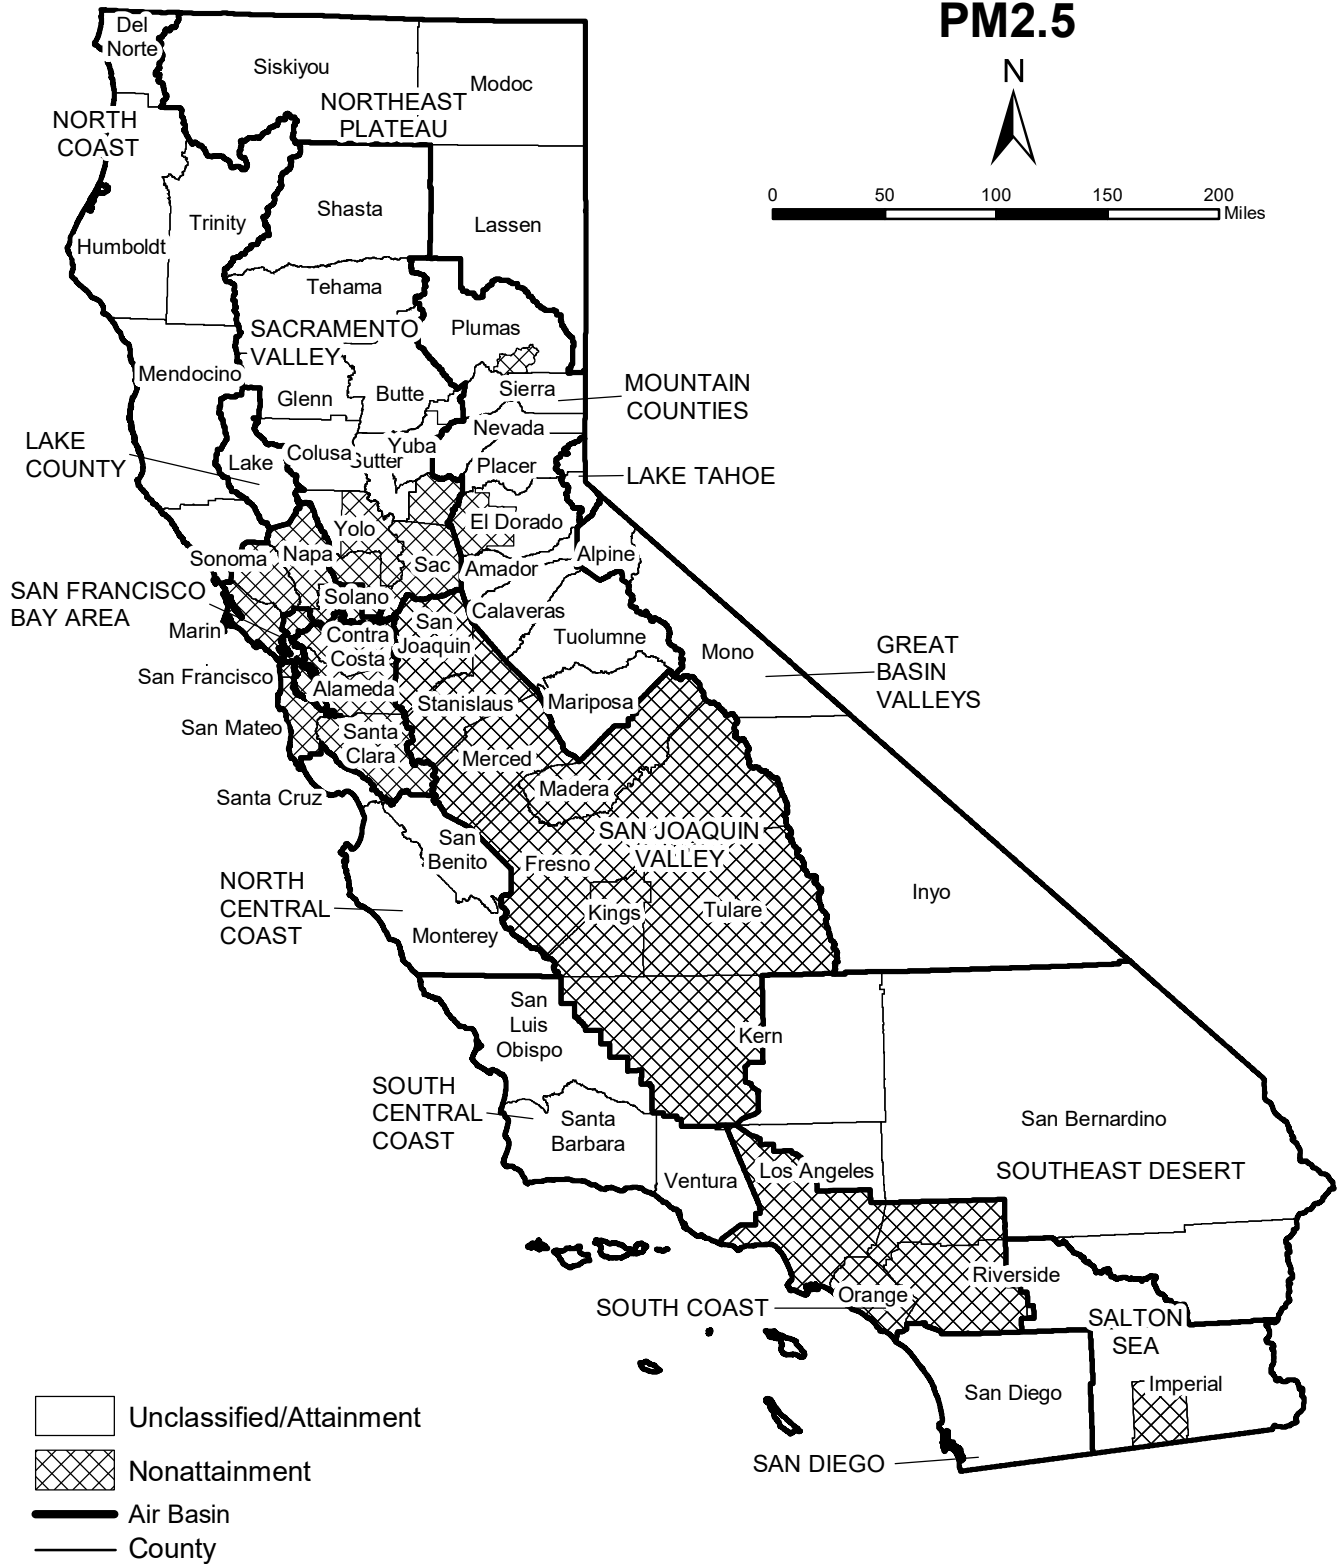 PM2.5
N
0 50 100 150 200
Miles
Del
Norte
Siskiyou
Modoc
NORTHEAST
PLATEAU
NORTH
COAST
Shasta
Trinity
Lassen
Humboldt
Tehama
SACRAMENTO
VALLEY
Plumas
Mendocino
Glenn
Butte
Sierra
MOUNTAIN
COUNTIES
Nevada
LAKE
COUNTY
Lake
Colusa
Sutter
Yuba
Placer
LAKE TAHOE
Yolo
El Dorado
Sonoma
Napa
Sac
Amador
Alpine
SAN FRANCISCO
BAY AREA
Solano
Calaveras
Marin
Contra
Costa
San
Joaquin
Tuolumne
Mono
GREAT
BASIN
VALLEYS
San Francisco
Alameda
Stanislaus
Mariposa
San Mateo
Santa
Clara
Merced
Santa Cruz
Madera
SAN JOAQUIN
VALLEY
San
Benito
Fresno
NORTH
CENTRAL
COAST
Kings
Tulare
Inyo
Monterey
San
Luis
Obispo
Kern
SOUTH
CENTRAL
COAST
Santa
Barbara
San Bernardino
Ventura
Los Angeles
SOUTHEAST DESERT
Riverside
Orange
SOUTH COAST
SALTON
SEA
San Diego
Imperial
SAN DIEGO
Unclassified/Attainment
Nonattainment
Air Basin
County